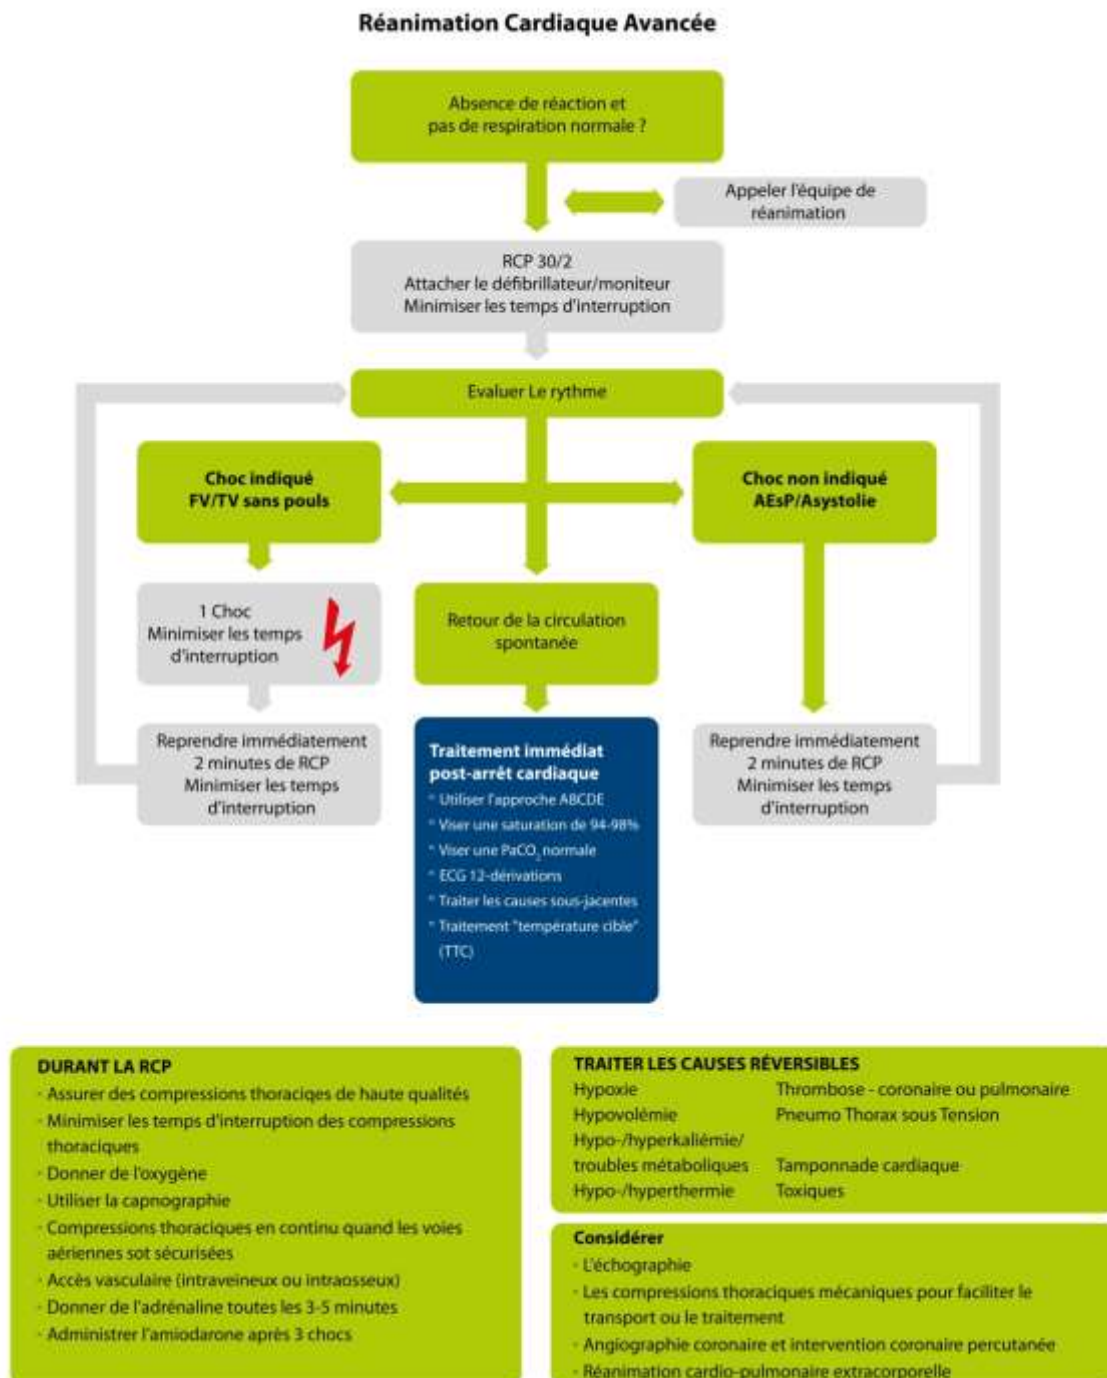 Réanimation Cardiaque Avancée
Absence de réaction et
pas de respiration normale ?
Appeler l'équipe de
réanimation
RCP 30/2
Attacher le défibrillateur/moniteur
Minimiser les temps d'interruption
Evaluer Le rythme
Choc indiqué
FV/TV sans pouls
Choc non indiqué
AEsP/Asystolie
1 Choc
Minimiser les temps
d'interruption
Retour de la circulation
spontanée
Reprendre immédiatement
2 minutes de RCP
Minimiser les temps
d'interruption
Traitement immédiat
post-arrêt cardiaque
° Utiliser l'approche ABCDE
° Viser une saturation de 94-98%
° Viser une PaCO2 normale
° ECG 12-dérivations
° Traiter les causes sous-jacentes
° Traitement "température cible"
(TTC)
Reprendre immédiatement
2 minutes de RCP
Minimiser les temps
d'interruption
DURANT LA RCP
· Assurer des compressions thoraciqes de haute qualités
· Minimiser les temps d'interruption des compressions
thoraciques
· Donner de l'oxygène
· Utiliser la capnographie
· Compressions thoraciques en continu quand les voies
aériennes sot sécurisées
· Accès vasculaire (intraveineux ou intraosseux)
· Donner de l'adrénaline toutes les 3-5 minutes
· Administrer l'amiodarone après 3 chocs
TRAITER LES CAUSES RÉVERSIBLES
Hypoxie Thrombose - coronaire ou pulmonaire
Hypovolémie Pneumo Thorax sous Tension
Hypo-/hyperkaliémie/
troubles métaboliques Tamponnade cardiaque
Hypo-/hyperthermie Toxiques
Considérer
· L'échographie
· Les compressions thoraciques mécaniques pour faciliter le
transport ou le traitement
· Angiographie coronaire et intervention coronaire percutanée
· Réanimation cardio-pulmonaire extracorporelle